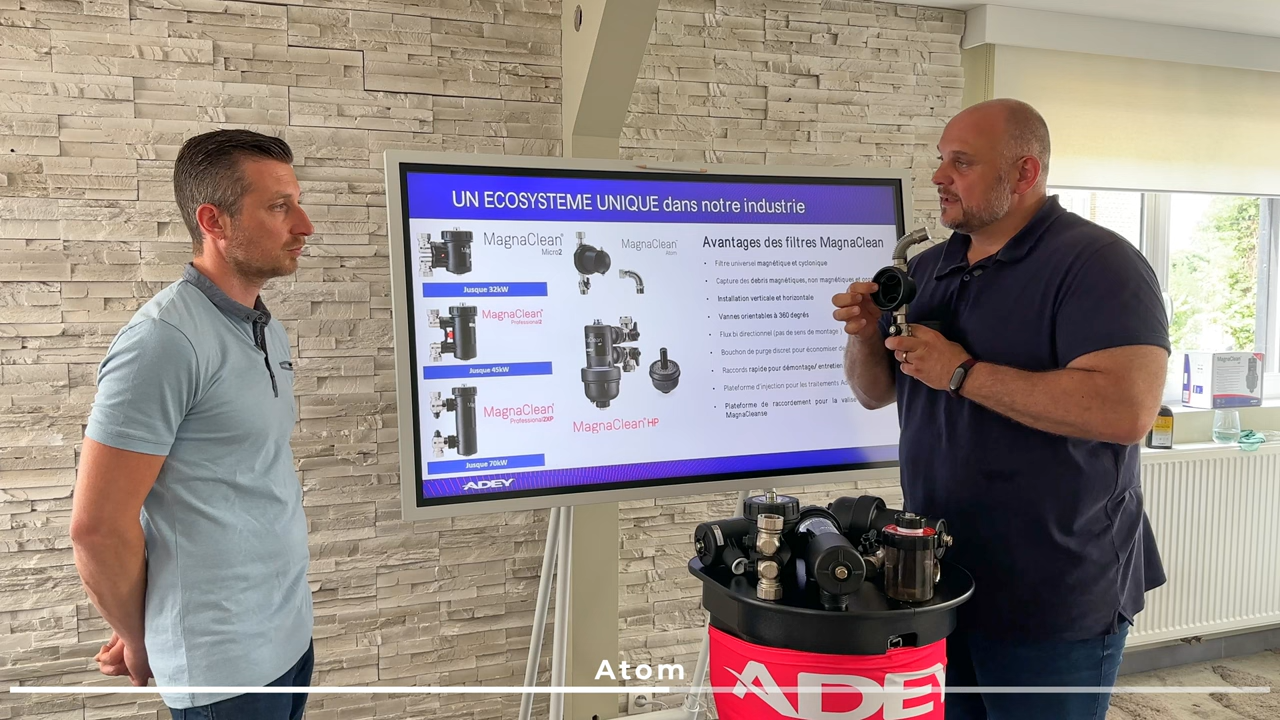 UN ECOSYSTEME UNIQUE dans notre industrie
MagnaClean
Micro2
Jusque 32kW
MagnaClean
Professional2
Jusque 45kW
MagnaClean
Professional2XP
Jusque 70kW
MagnaClean
Atom
MagnaClean HP
Avantages des filtres MagnaClean
• Filtre universel magnétique et cyclonique
• Capture des debris magnétiques, non magnétiques et
• Installation verticale et horizontale
• Vannes orientables à 360 degrés
• Flux bi directionnel (pas de sens de montage
• Bouchon de purge discret pour économiser
• Raccords rapide pour démontage/ entretien
• Plateforme d'injection pour les traitements
• Plateforme de raccordement pour la valise
MagnaCleanse
ADEY
MagnaClean
Atom
ADEY